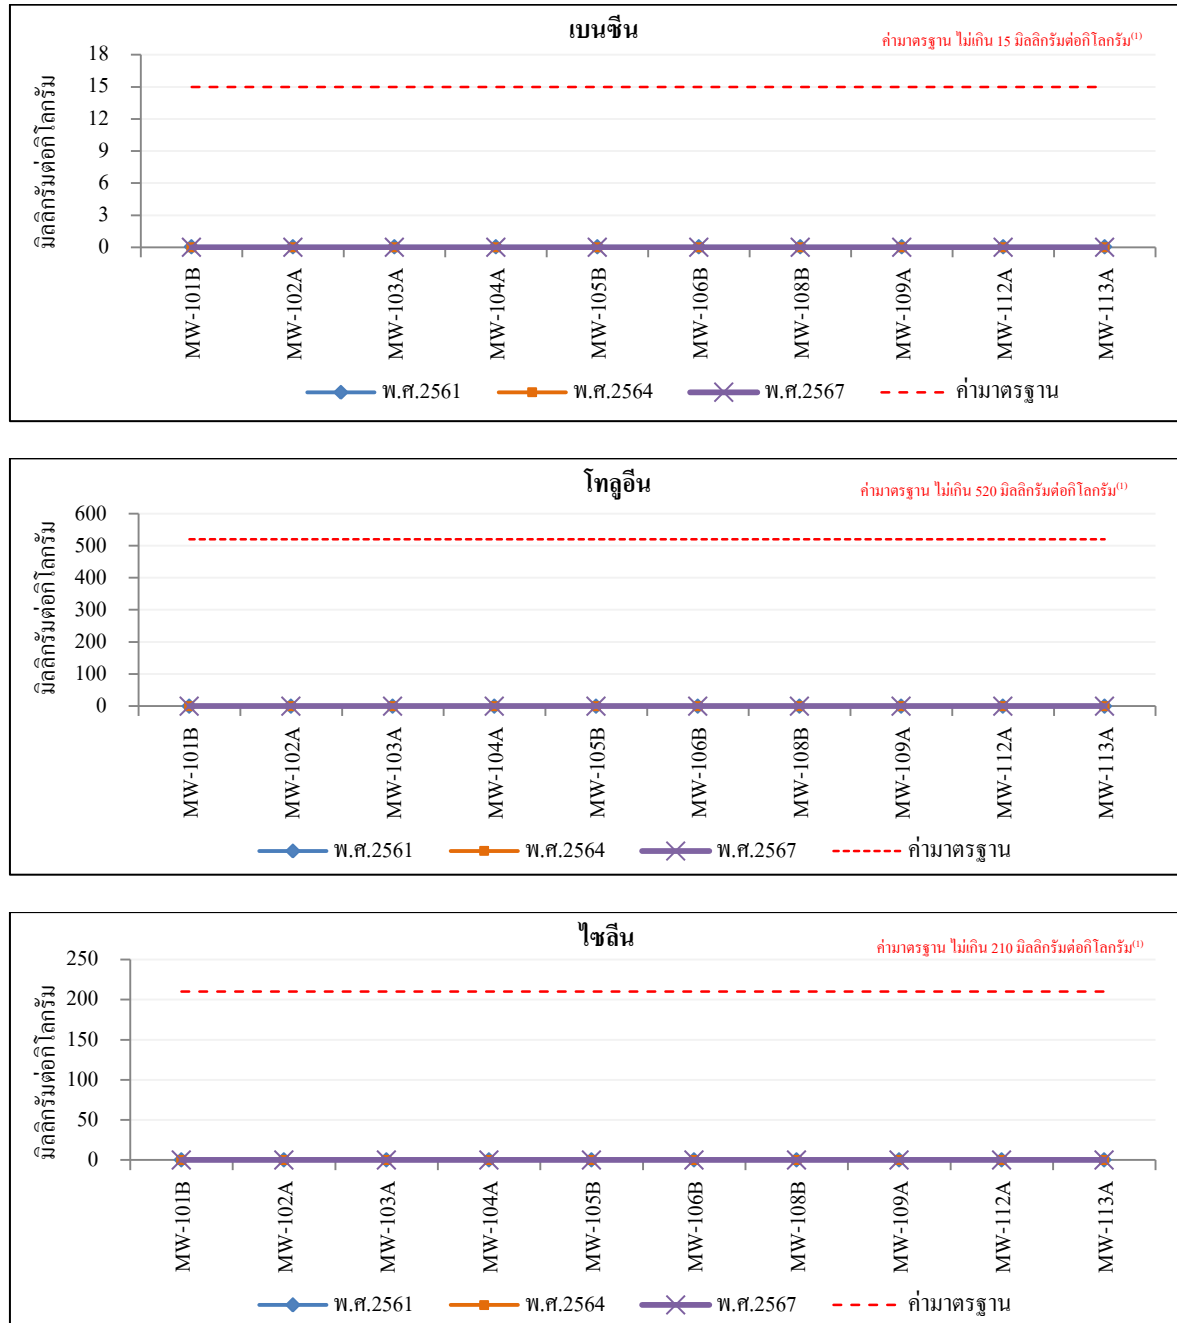 เบนซีน
ค่ามาตรฐาน ไม่เกิน 15 มิลลิกรัมต่อกิโลกรัม⁽¹⁾
มิลลิกรัมต่อกิโลกรัม
18
15
12
9
6
3
0
MW-101B
MW-102A
MW-103A
MW-104A
MW-105B
MW-106B
MW-108B
MW-109A
MW-112A
MW-113A
พ.ศ.2561 พ.ศ.2564 พ.ศ.2567 ค่ามาตรฐาน
โทลูอีน
ค่ามาตรฐาน ไม่เกิน 520 มิลลิกรัมต่อกิโลกรัม⁽¹⁾
มิลลิกรัมต่อกิโลกรัม
600
500
400
300
200
100
0
MW-101B
MW-102A
MW-103A
MW-104A
MW-105B
MW-106B
MW-108B
MW-109A
MW-112A
MW-113A
พ.ศ.2561 พ.ศ.2564 พ.ศ.2567 ค่ามาตรฐาน
ไซลีน
ค่ามาตรฐาน ไม่เกิน 210 มิลลิกรัมต่อกิโลกรัม⁽¹⁾
มิลลิกรัมต่อกิโลกรัม
250
200
150
100
50
0
MW-101B
MW-102A
MW-103A
MW-104A
MW-105B
MW-106B
MW-108B
MW-109A
MW-112A
MW-113A
พ.ศ.2561 พ.ศ.2564 พ.ศ.2567 ค่ามาตรฐาน